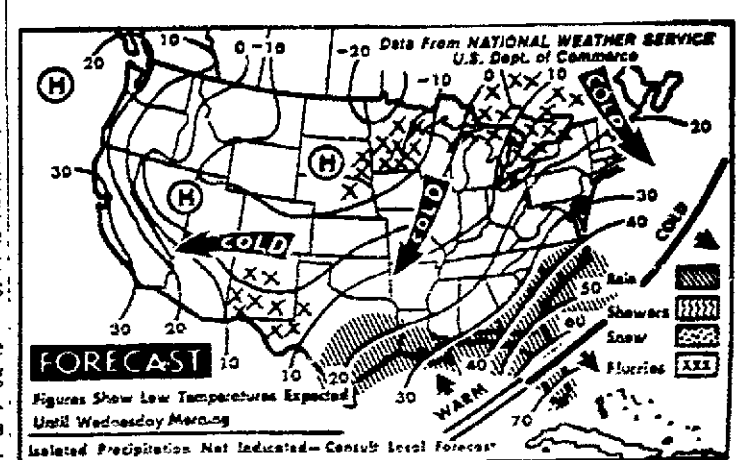 20
10
0 -10
-20
Data From NATIONAL WEATHER SERVICE
U.S. Dept. of Commerce
-10
0
10
COLD
20
H
H
H
30
COLD
COLD
30
40
COLD
Rain
50
Showers
60
Snow
Flurries
XXX
30
20
10
10
20
30
40
WARM
70
FORECAST
Figures Show Low Temperatures Expected
Until Wednesday Morning
Isolated Precipitation Not Indicated— Consult Local Forecast